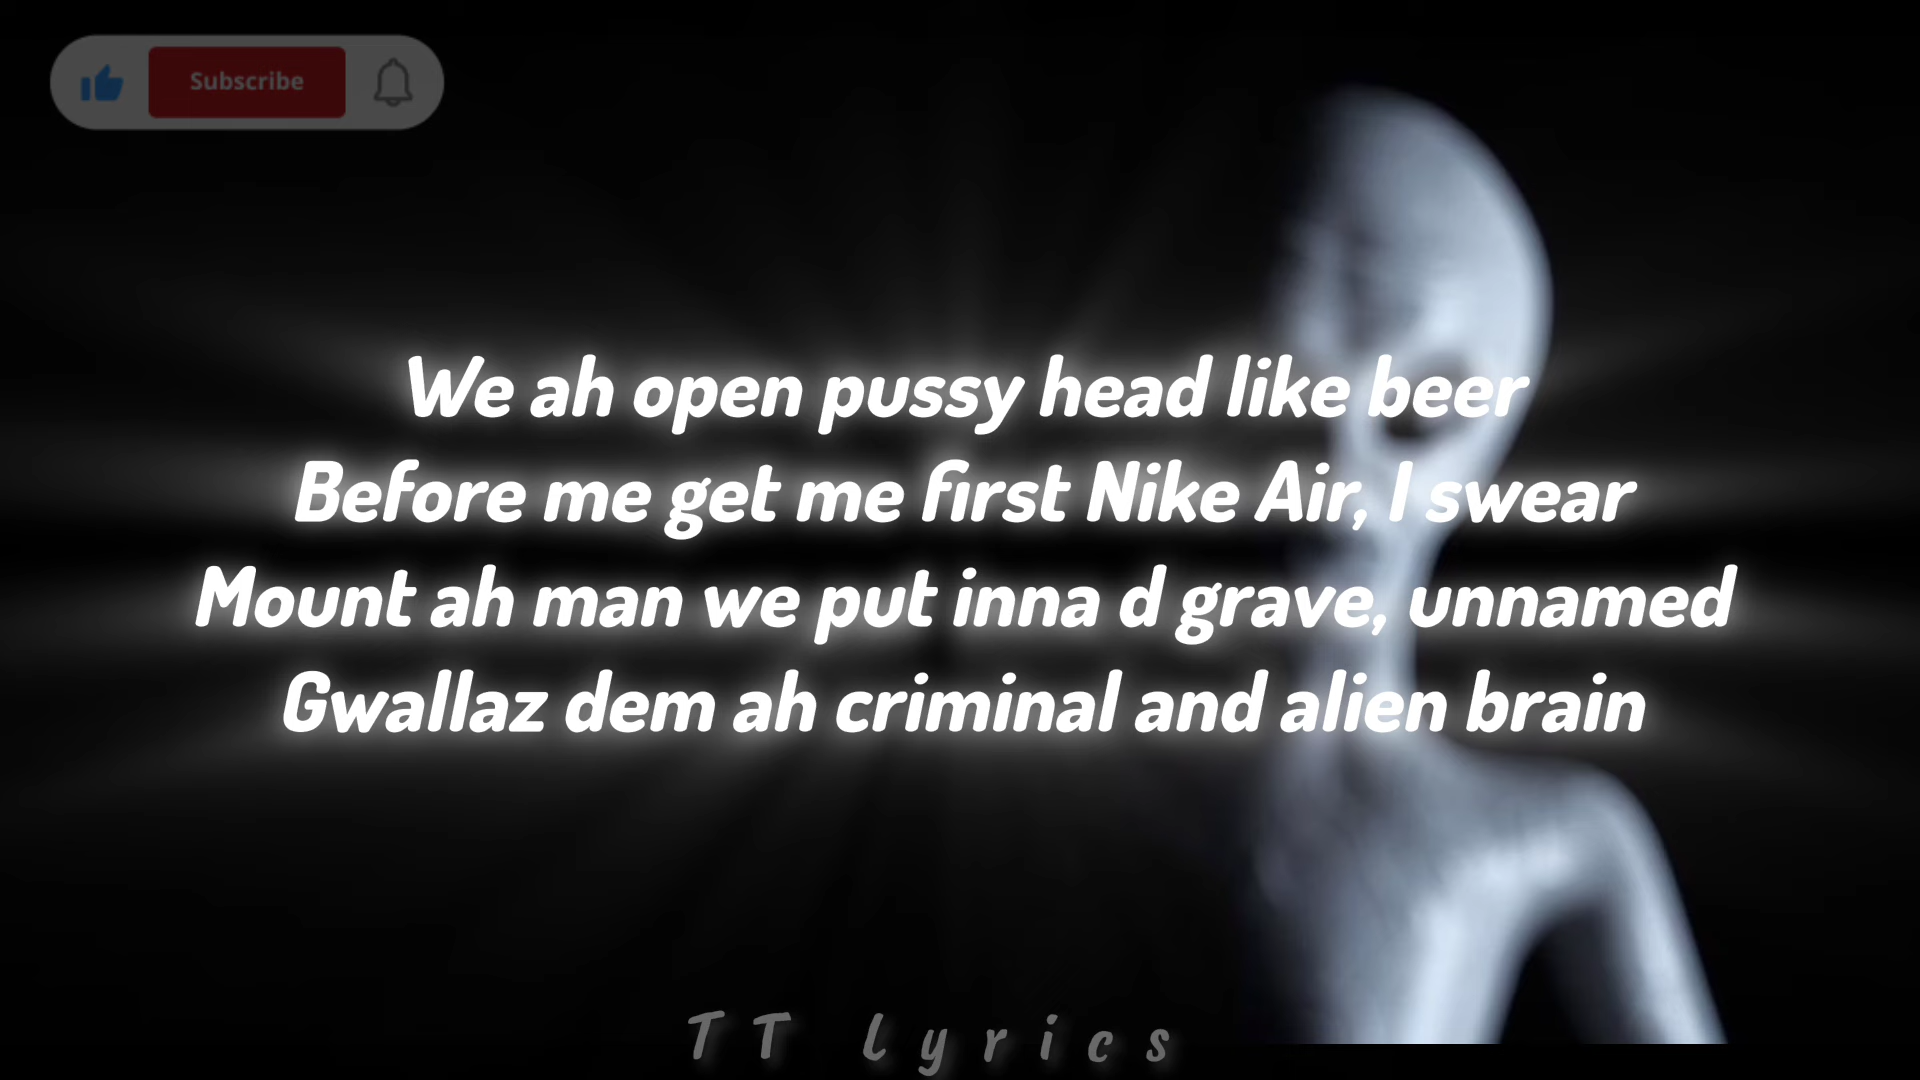 Subscribe
We ah open pussy head like beer
Before me get me first Nike Air, I swear
Mount ah man we put inna d grave, unnamed
Gwallaz dem ah criminal and alien brain
TT Lyrics